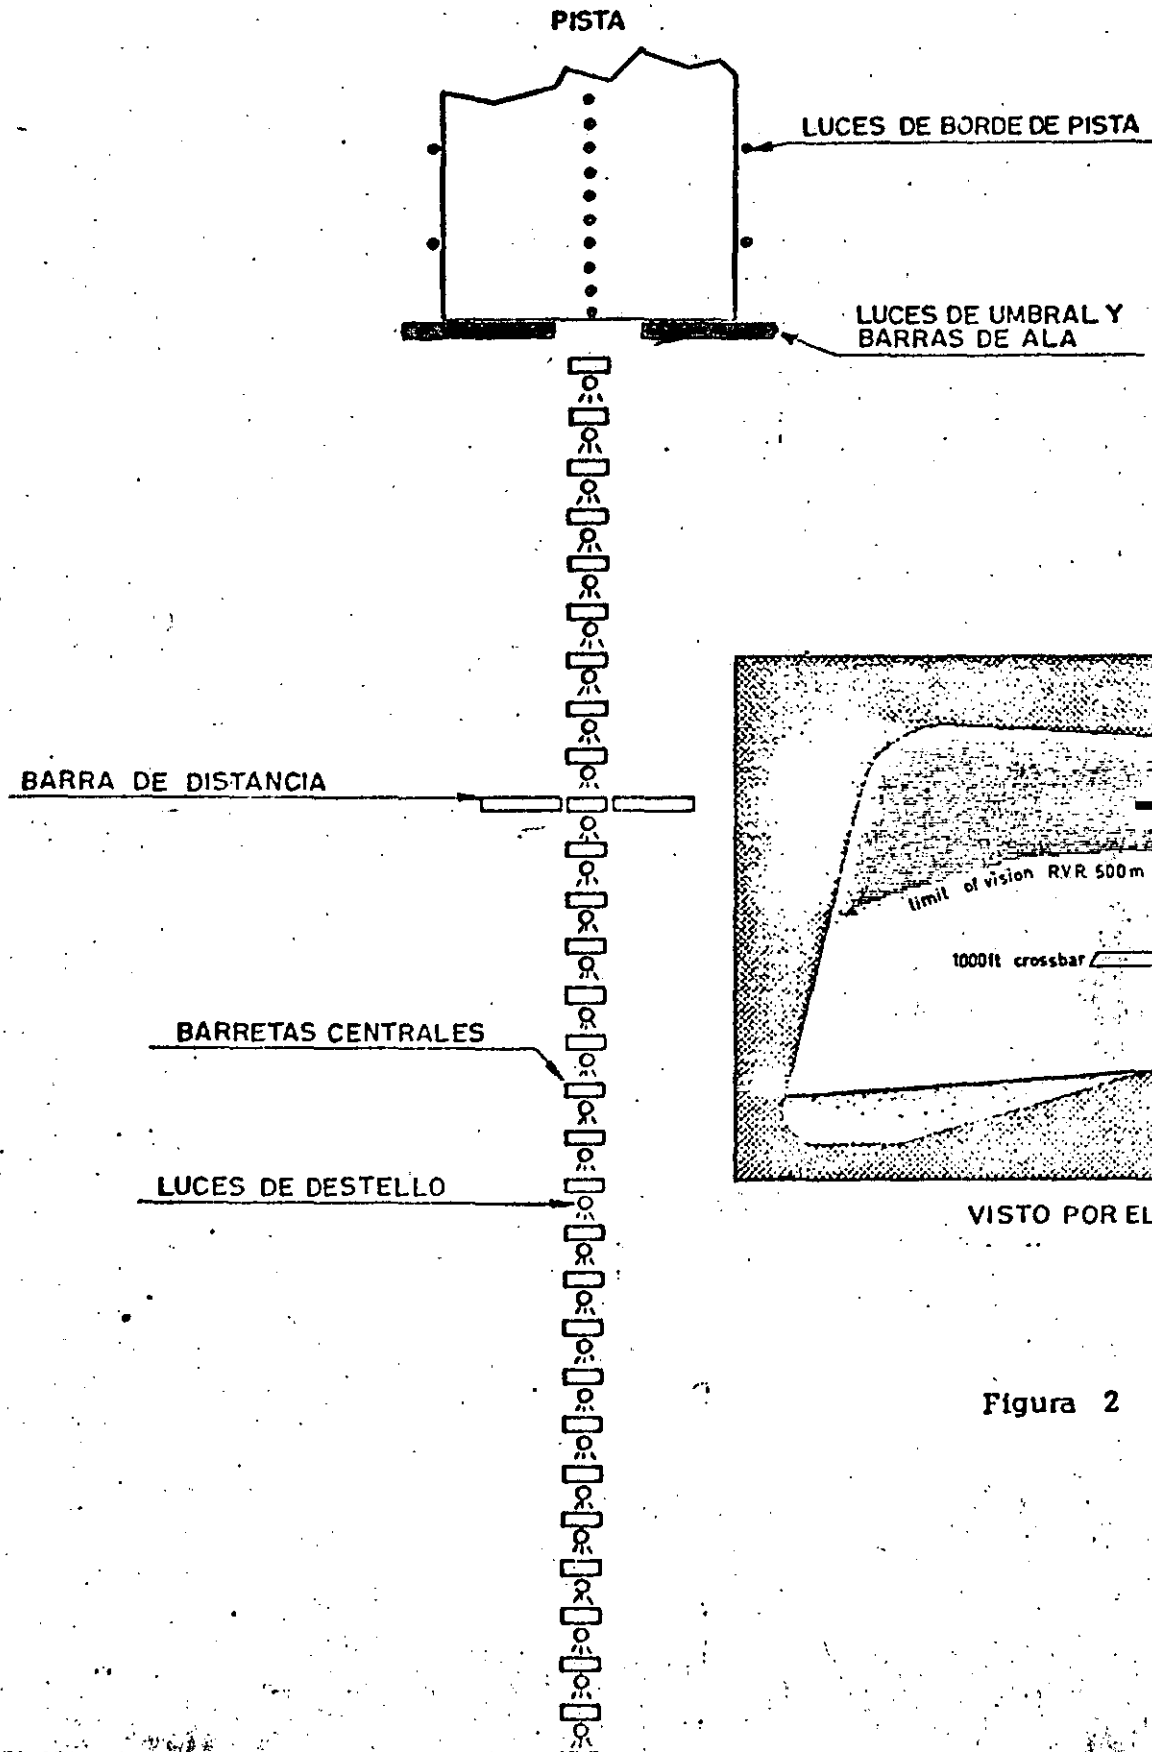 PISTA
LUCES DE BORDE DE PISTA
LUCES DE UMBRAL Y
BARRAS DE ALA
BARRA DE DISTANCIA
limit of vision R.V.R. 500m
1000ft crossbar
BARRETAS CENTRALES
LUCES DE DESTELLO
VISTO POR EL
Figura 2